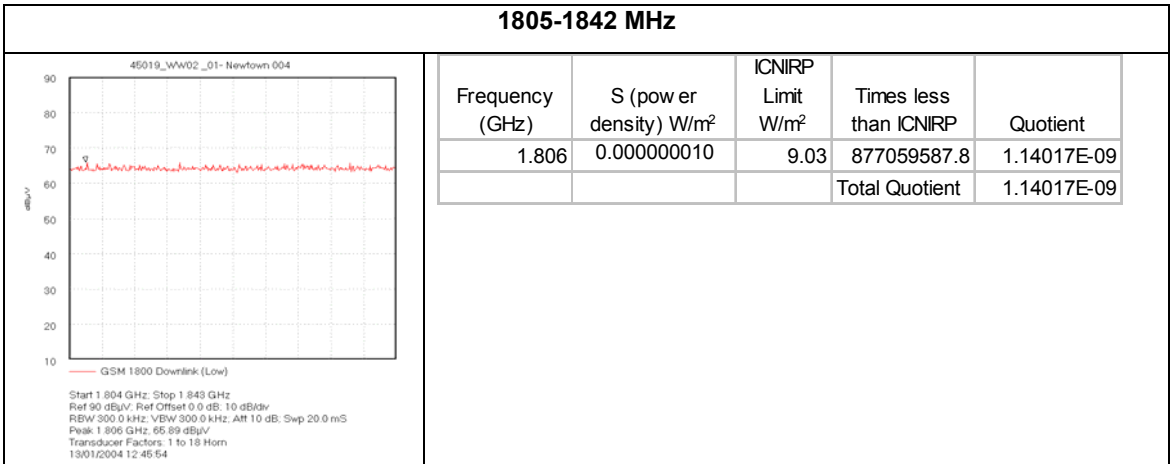 1805-1842 MHz
45019_WW02 _01- Newtown 004
90
80
70
60
50
40
30
20
10
dBµV
GSM 1800 Downlink (Low)
Start 1.804 GHz; Stop 1.843 GHz
Ref 90 dBµV; Ref Offset 0.0 dB; 10 dB/div
RBW 300.0 kHz; VBW 300.0 kHz; Att 10 dB; Swp 20.0 mS
Peak 1.806 GHz, 65.89 dBµV
Transducer Factors: 1 to 18 Horn
13/01/2004 12:45:54
Frequency (GHz) S (pow er density) W/m² ICNIRP Limit W/m² Times less than ICNIRP Quotient
1.806 0.000000010 9.03 877059587.8 1.14017E-09
Total Quotient 1.14017E-09